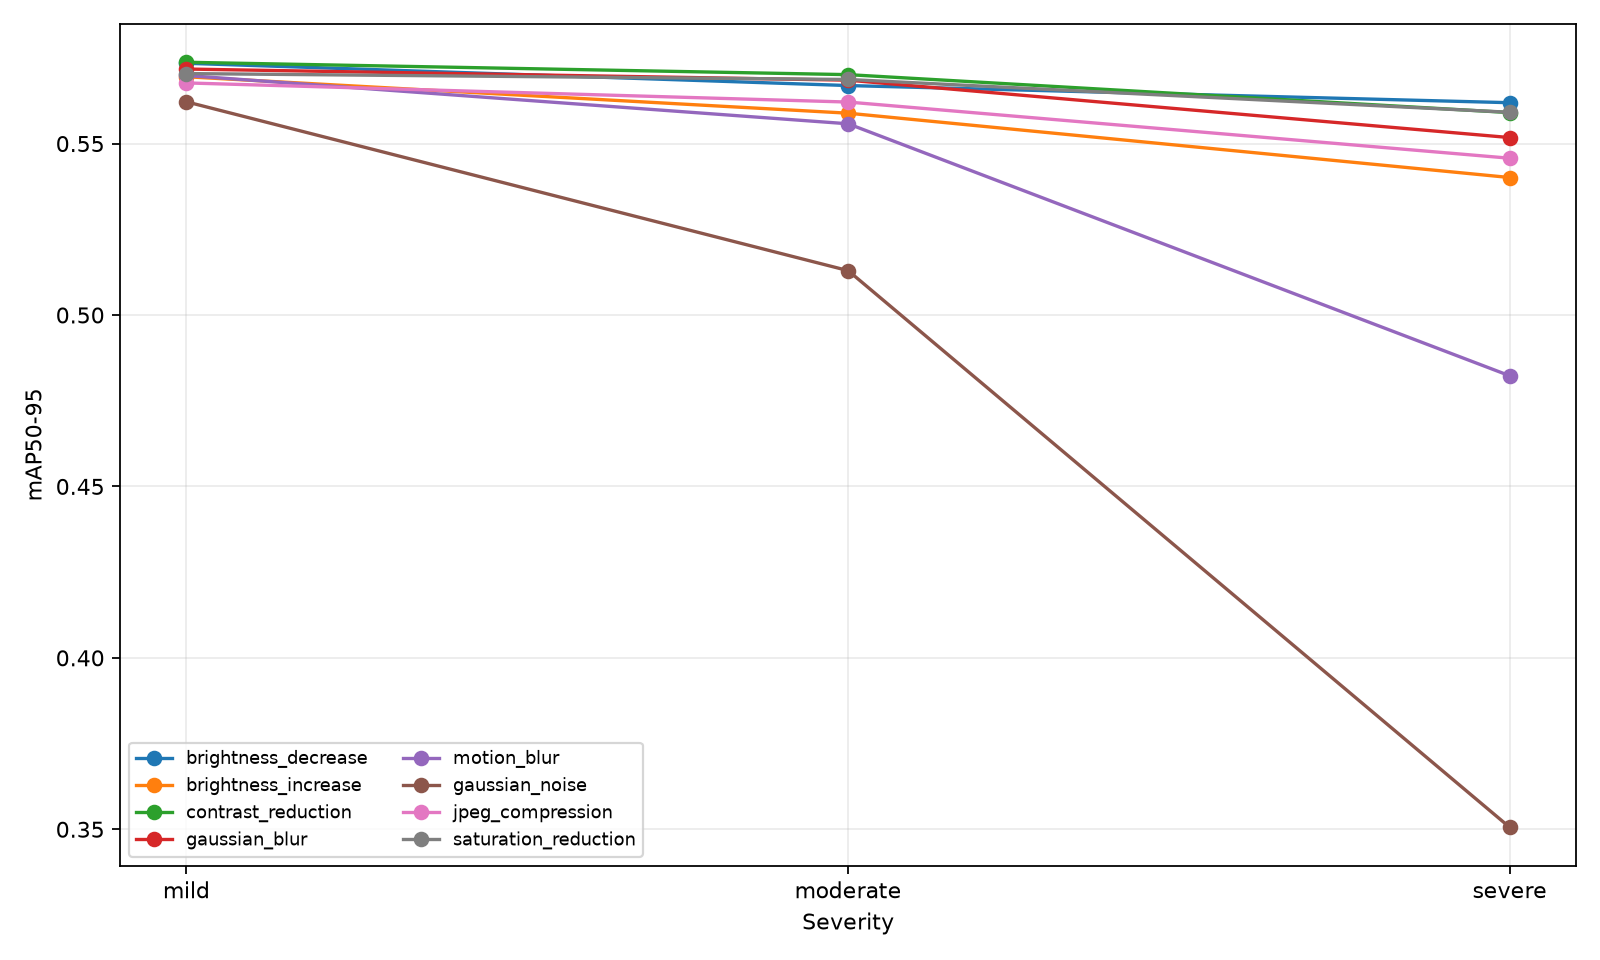 0.55
0.50
0.45
0.40
0.35
mAP50-95
brightness_decrease
brightness_increase
contrast_reduction
gaussian_blur
motion_blur
gaussian_noise
jpeg_compression
saturation_reduction
mild moderate severe
Severity